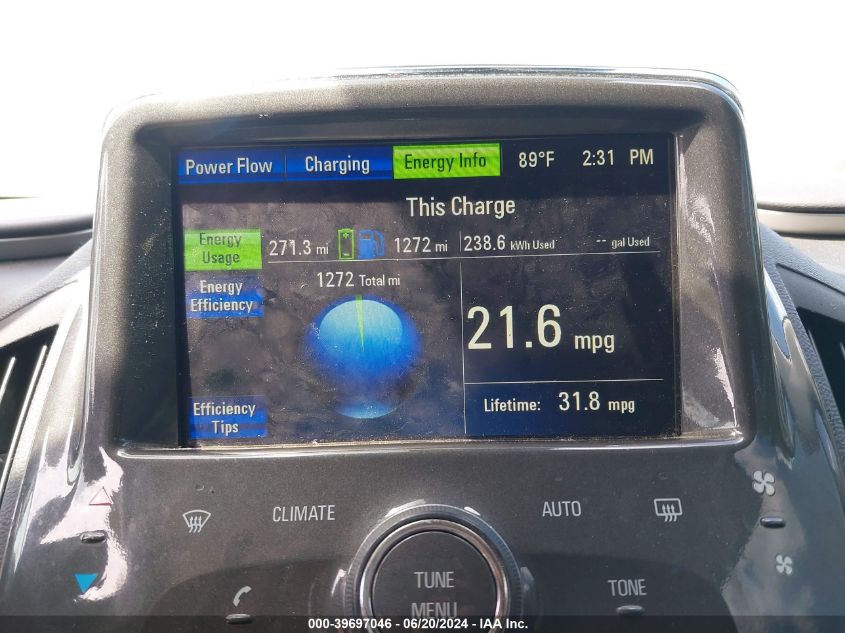 Power Flow Charging Energy Info 89°F 2:31 PM
This Charge
Energy Usage 271.3 mi 1272 mi 238.6 kWh Used -- gal Used
1272 Total mi
Energy Efficiency
21.6 mpg
Lifetime: 31.8 mpg
Efficiency Tips
CLIMATE AUTO
TUNE TONE
MENU
000-39697046 - 06/20/2024 - IAAI.com